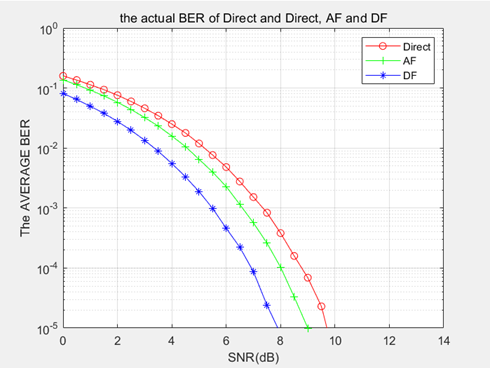 the actual BER of Direct and Direct, AF and DF
10^0
10^-1
10^-2
10^-3
10^-4
10^-5
The AVERAGE BER
Direct
AF
DF
0 2 4 6 8 10 12 14
SNR(dB)